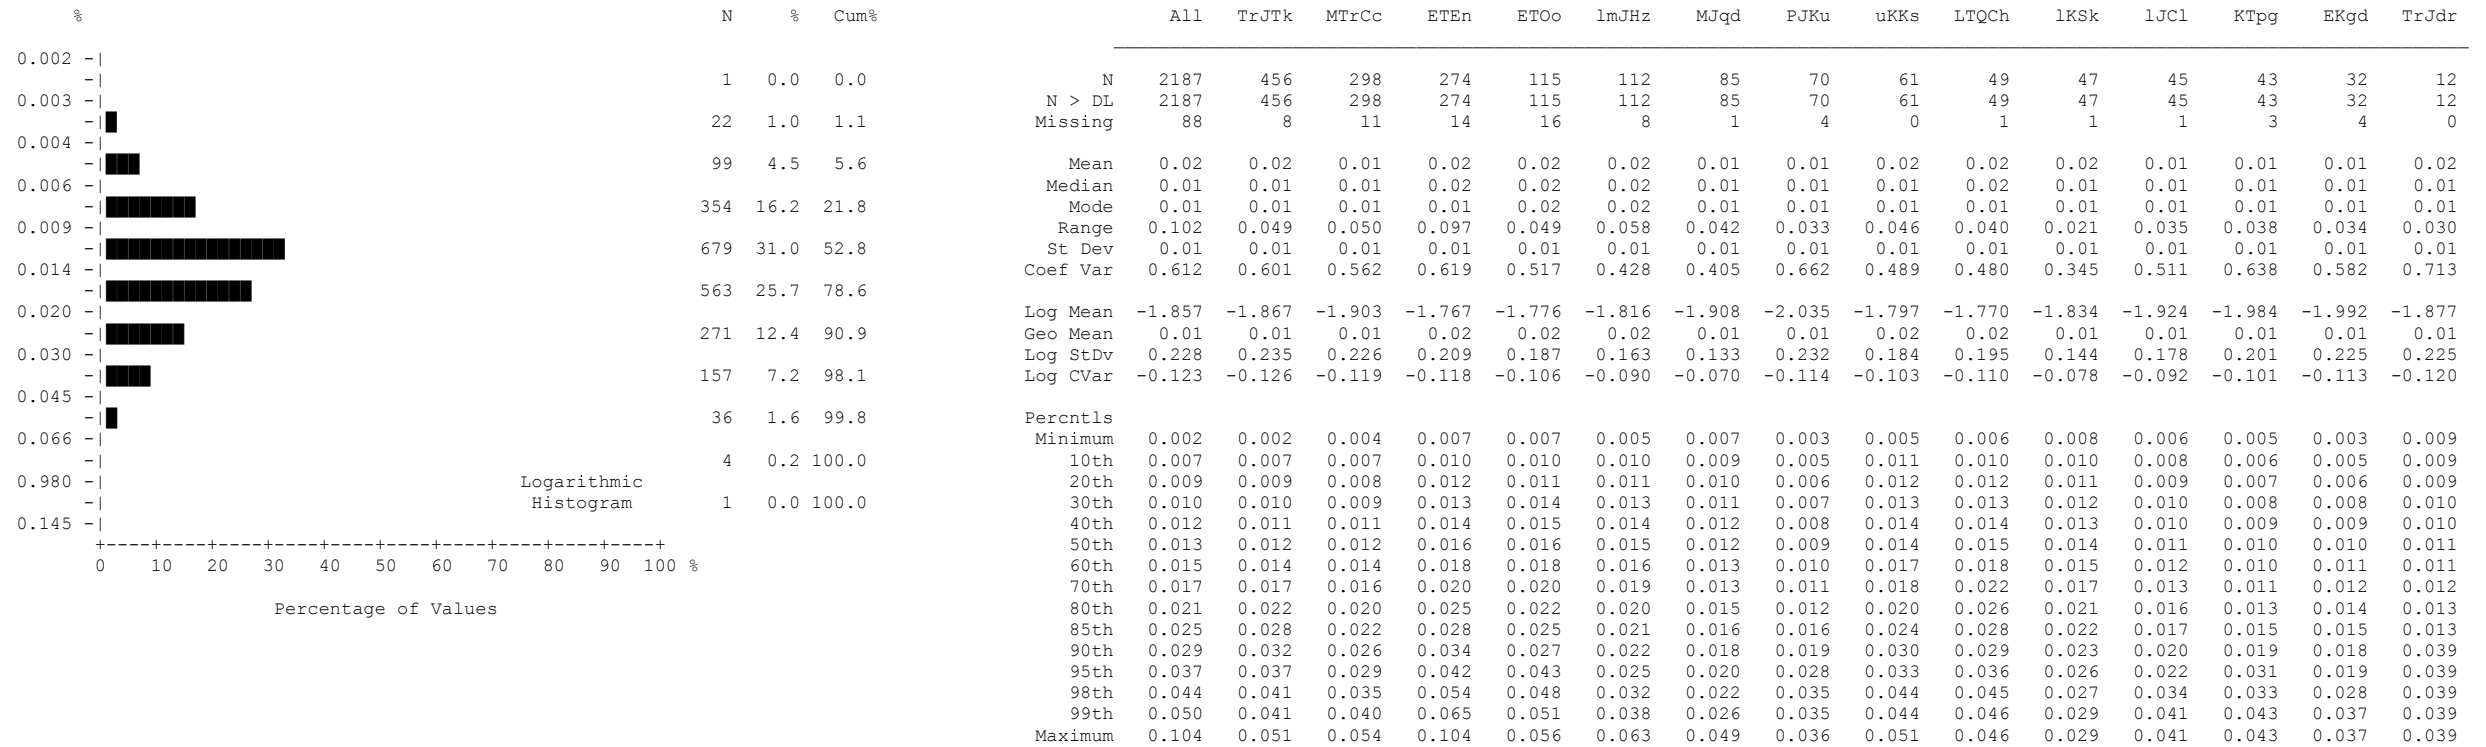 % N % Cum% All TrJTk MTrCc ETEn ETOo lmJHz MJqd PJKu uKKs LTQCh lKSk lJCl KTpg EKgd TrJdr
0.002 -|
-| 1 0.0 0.0 N 2187 456 298 274 115 112 85 70 61 49 47 45 43 32 12
0.003 -| N > DL 2187 456 298 274 115 112 85 70 61 49 47 45 43 32 12
-| 22 1.0 1.1 Missing 88 8 11 14 16 8 1 4 0 1 1 1 3 4 0
0.004 -|
-| 99 4.5 5.6 Mean 0.02 0.02 0.01 0.02 0.02 0.02 0.01 0.01 0.02 0.02 0.02 0.01 0.01 0.01 0.02
0.006 -| Median 0.01 0.01 0.01 0.02 0.02 0.02 0.01 0.01 0.01 0.02 0.01 0.01 0.01 0.01 0.01
-| 354 16.2 21.8 Mode 0.01 0.01 0.01 0.01 0.02 0.02 0.01 0.01 0.01 0.01 0.01 0.01 0.01 0.01 0.01
0.009 -| Range 0.102 0.049 0.050 0.097 0.049 0.058 0.042 0.033 0.046 0.040 0.021 0.035 0.038 0.034 0.030
-| 679 31.0 52.8 St Dev 0.01 0.01 0.01 0.01 0.01 0.01 0.01 0.01 0.01 0.01 0.01 0.01 0.01 0.01 0.01
0.014 -| Coef Var 0.612 0.601 0.562 0.619 0.517 0.428 0.405 0.662 0.489 0.480 0.345 0.511 0.638 0.582 0.713
-| 563 25.7 78.6
0.020 -| Log Mean -1.857 -1.867 -1.903 -1.767 -1.776 -1.816 -1.908 -2.035 -1.797 -1.770 -1.834 -1.924 -1.984 -1.992 -1.877
-| 271 12.4 90.9 Geo Mean 0.01 0.01 0.01 0.02 0.02 0.02 0.01 0.01 0.02 0.02 0.01 0.01 0.01 0.01 0.01
0.030 -| Log StDv 0.228 0.235 0.226 0.209 0.187 0.163 0.133 0.232 0.184 0.195 0.144 0.178 0.201 0.225 0.225
-| 157 7.2 98.1 Log CVar -0.123 -0.126 -0.119 -0.118 -0.106 -0.090 -0.070 -0.114 -0.103 -0.110 -0.078 -0.092 -0.101 -0.113 -0.120
0.045 -|
-| 36 1.6 99.8 Percntls
0.066 -| Minimum 0.002 0.002 0.004 0.007 0.007 0.005 0.007 0.003 0.005 0.006 0.008 0.006 0.005 0.003 0.009
-| 4 0.2 100.0 10th 0.007 0.007 0.007 0.010 0.010 0.010 0.009 0.005 0.011 0.010 0.010 0.008 0.006 0.005 0.009
0.980 -| Logarithmic 20th 0.009 0.009 0.008 0.012 0.011 0.011 0.010 0.006 0.012 0.012 0.011 0.009 0.007 0.006 0.009
-| Histogram 1 0.0 100.0 30th 0.010 0.010 0.009 0.013 0.014 0.013 0.011 0.007 0.013 0.013 0.012 0.010 0.008 0.008 0.010
0.145 -| 40th 0.012 0.011 0.011 0.014 0.015 0.014 0.012 0.008 0.014 0.014 0.013 0.010 0.009 0.009 0.010
+----+----+----+----+----+----+----+----+----+----+ 50th 0.013 0.012 0.012 0.016 0.016 0.015 0.012 0.009 0.014 0.015 0.014 0.011 0.010 0.010 0.011
0 10 20 30 40 50 60 70 80 90 100 % 60th 0.015 0.014 0.014 0.018 0.018 0.016 0.013 0.010 0.017 0.018 0.015 0.012 0.010 0.011 0.011
70th 0.017 0.017 0.016 0.020 0.020 0.019 0.013 0.011 0.018 0.022 0.017 0.013 0.011 0.012 0.012
Percentage of Values 80th 0.021 0.022 0.020 0.025 0.022 0.020 0.015 0.012 0.020 0.026 0.021 0.016 0.013 0.014 0.013
85th 0.025 0.028 0.022 0.028 0.025 0.021 0.016 0.016 0.024 0.028 0.022 0.017 0.015 0.015 0.013
90th 0.029 0.032 0.026 0.034 0.027 0.022 0.018 0.019 0.030 0.029 0.023 0.020 0.019 0.018 0.039
95th 0.037 0.037 0.029 0.042 0.043 0.025 0.020 0.028 0.033 0.036 0.026 0.022 0.031 0.019 0.039
98th 0.044 0.041 0.035 0.054 0.048 0.032 0.022 0.035 0.044 0.045 0.027 0.034 0.033 0.028 0.039
99th 0.050 0.041 0.040 0.065 0.051 0.038 0.026 0.035 0.044 0.046 0.029 0.041 0.043 0.037 0.039
Maximum 0.104 0.051 0.054 0.104 0.056 0.063 0.049 0.036 0.051 0.046 0.029 0.041 0.043 0.037 0.039